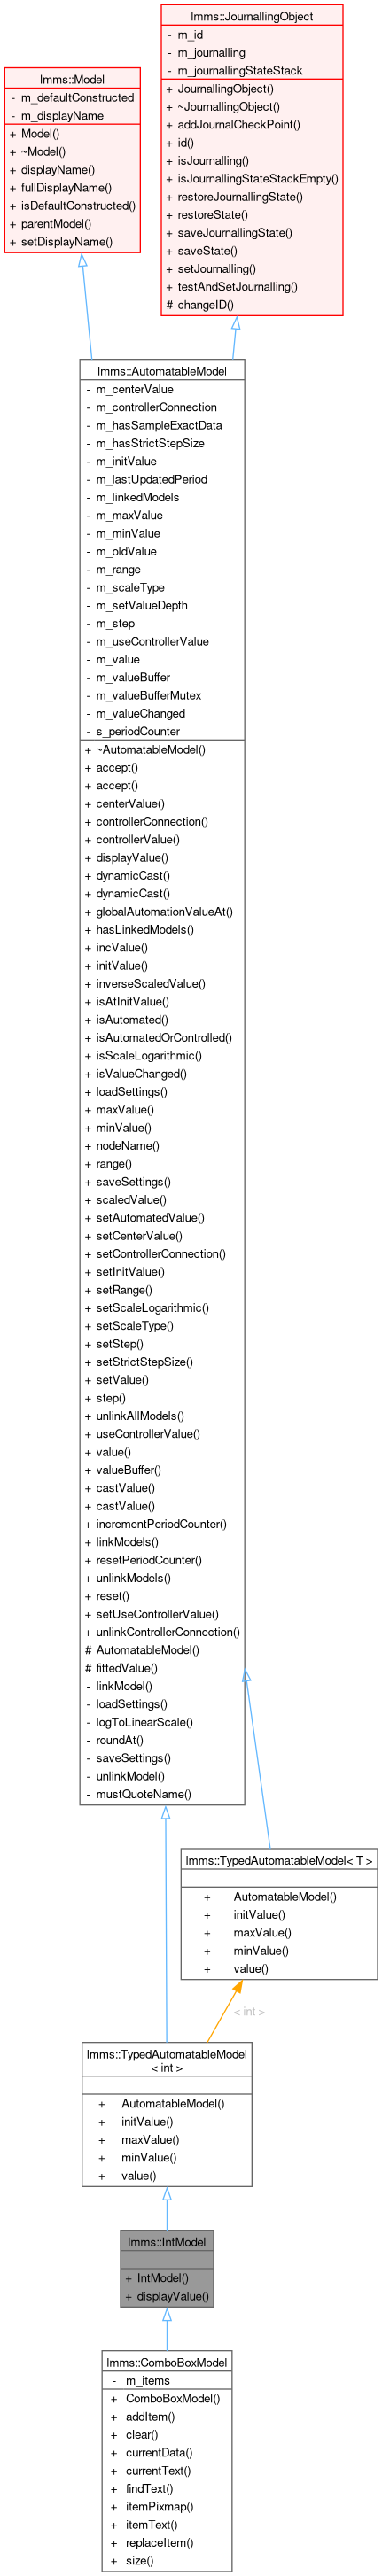 lmms::JournallingObject
- m_id
- m_journalling
- m_journallingStateStack
+ JournallingObject()
+ ~JournallingObject()
+ addJournalCheckPoint()
+ id()
+ isJournalling()
+ isJournallingStateStackEmpty()
+ restoreJournallingState()
+ restoreState()
+ saveJournallingState()
+ saveState()
+ setJournalling()
+ testAndSetJournalling()
# changeID()
lmms::Model
- m_defaultConstructed
- m_displayName
+ Model()
+ ~Model()
+ displayName()
+ fullDisplayName()
+ isDefaultConstructed()
+ parentModel()
+ setDisplayName()
lmms::AutomatableModel
- m_centerValue
- m_controllerConnection
- m_hasSampleExactData
- m_hasStrictStepSize
- m_initValue
- m_lastUpdatedPeriod
- m_linkedModels
- m_maxValue
- m_minValue
- m_oldValue
- m_range
- m_scaleType
- m_setValueDepth
- m_step
- m_useControllerValue
- m_value
- m_valueBuffer
- m_valueBufferMutex
- m_valueChanged
- s_periodCounter
+ ~AutomatableModel()
+ accept()
+ accept()
+ centerValue()
+ controllerConnection()
+ controllerValue()
+ displayValue()
+ dynamicCast()
+ dynamicCast()
+ globalAutomationValueAt()
+ hasLinkedModels()
+ incValue()
+ initValue()
+ inverseScaledValue()
+ isAtInitValue()
+ isAutomated()
+ isAutomatedOrControlled()
+ isScaleLogarithmic()
+ isValueChanged()
+ loadSettings()
+ maxValue()
+ minValue()
+ nodeName()
+ range()
+ saveSettings()
+ scaledValue()
+ setAutomatedValue()
+ setCenterValue()
+ setControllerConnection()
+ setInitValue()
+ setRange()
+ setScaleLogarithmic()
+ setScaleType()
+ setStep()
+ setStrictStepSize()
+ setValue()
+ step()
+ unlinkAllModels()
+ useControllerValue()
+ value()
+ valueBuffer()
+ castValue()
+ castValue()
+ incrementPeriodCounter()
+ linkModels()
+ resetPeriodCounter()
+ unlinkModels()
+ reset()
+ setUseControllerValue()
+ unlinkControllerConnection()
# AutomatableModel()
# fittedValue()
- linkModel()
- loadSettings()
- logToLinearScale()
- roundAt()
- saveSettings()
- unlinkModel()
- mustQuoteName()
lmms::TypedAutomatableModel< T >
+ AutomatableModel()
+ initValue()
+ maxValue()
+ minValue()
+ value()
< int >
lmms::TypedAutomatableModel
< int >
+ AutomatableModel()
+ initValue()
+ maxValue()
+ minValue()
+ value()
lmms::IntModel
+ IntModel()
+ displayValue()
lmms::ComboBoxModel
- m_items
+ ComboBoxModel()
+ addItem()
+ clear()
+ currentData()
+ currentText()
+ findText()
+ itemPixmap()
+ itemText()
+ replaceItem()
+ size()